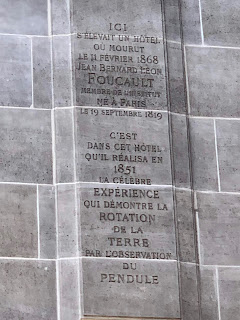 ICI
S'ÉLEVAIT UN HÔTEL
OÙ MOURUT
LE 11 FÉVRIER 1868
JEAN BERNARD LÉON
FOUCAULT
MEMBRE DE L'INSTITUT
NÉ À PARIS
LE 19 SEPTEMBRE 1819
C'EST
DANS CET HÔTEL
QU'IL RÉALISA EN
1851
LA CÉLÈBRE
EXPÉRIENCE
QUI DÉMONTRE LA
ROTATION
DE LA
TERRE
PAR L'OBSERVATION
DU
PENDULE